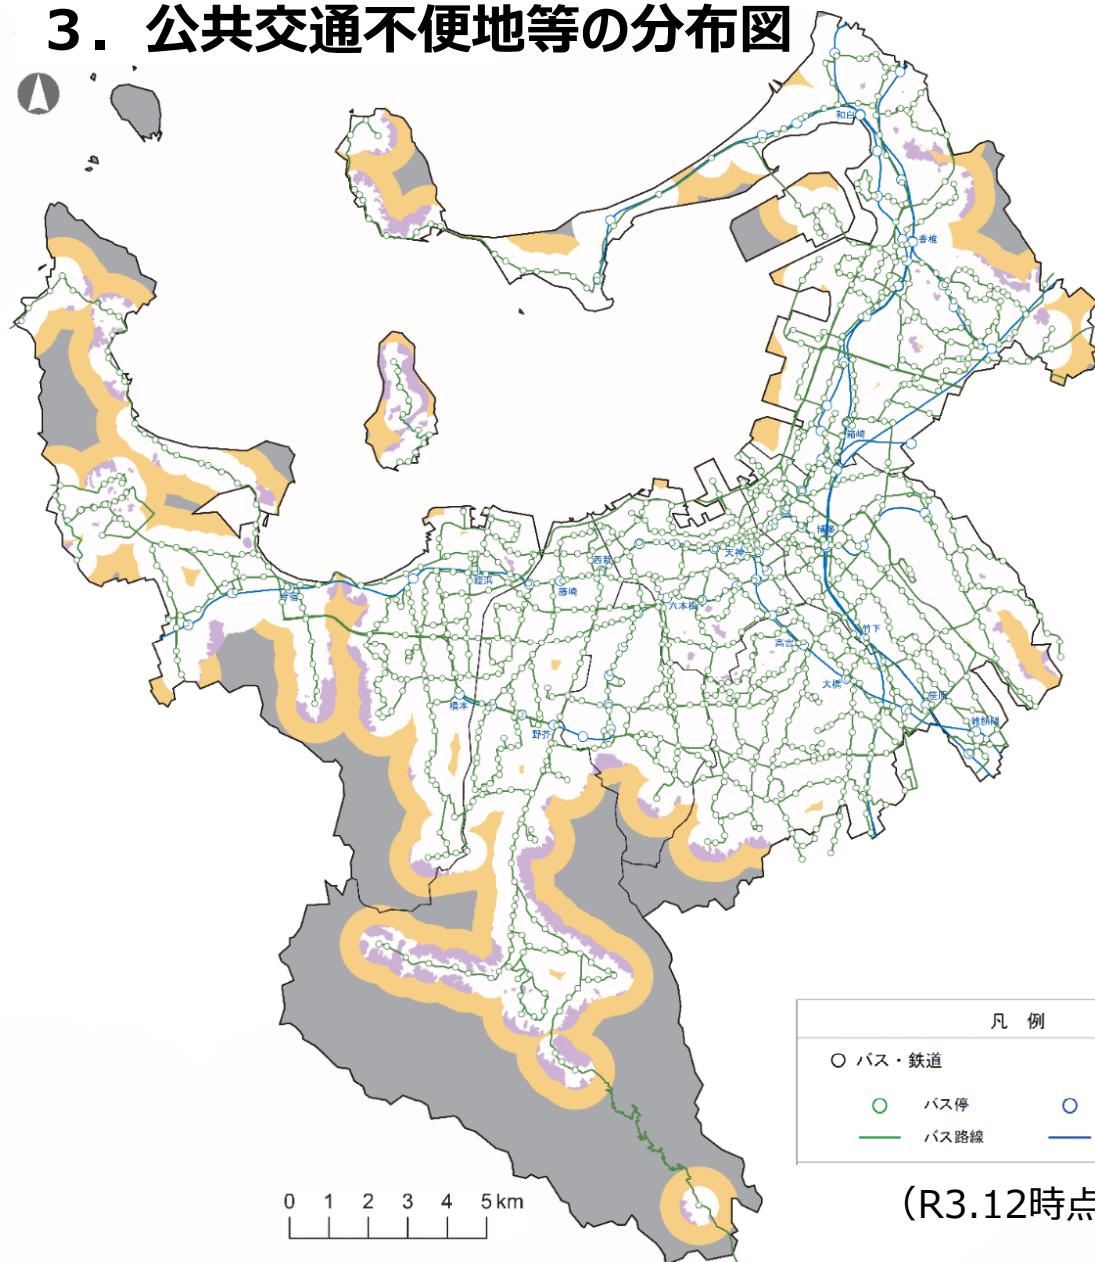 3．公共交通不便地等の分布図
和白
香椎
箱崎
博多
天神
西新
姪浜
藤崎
六本松
今宿
竹下
高宮
大橋
笹原
雑餉隈
橋本
野芥
凡 例
バス・鉄道
バス停
バス路線
(R3.12時点
0 1 2 3 4 5 km